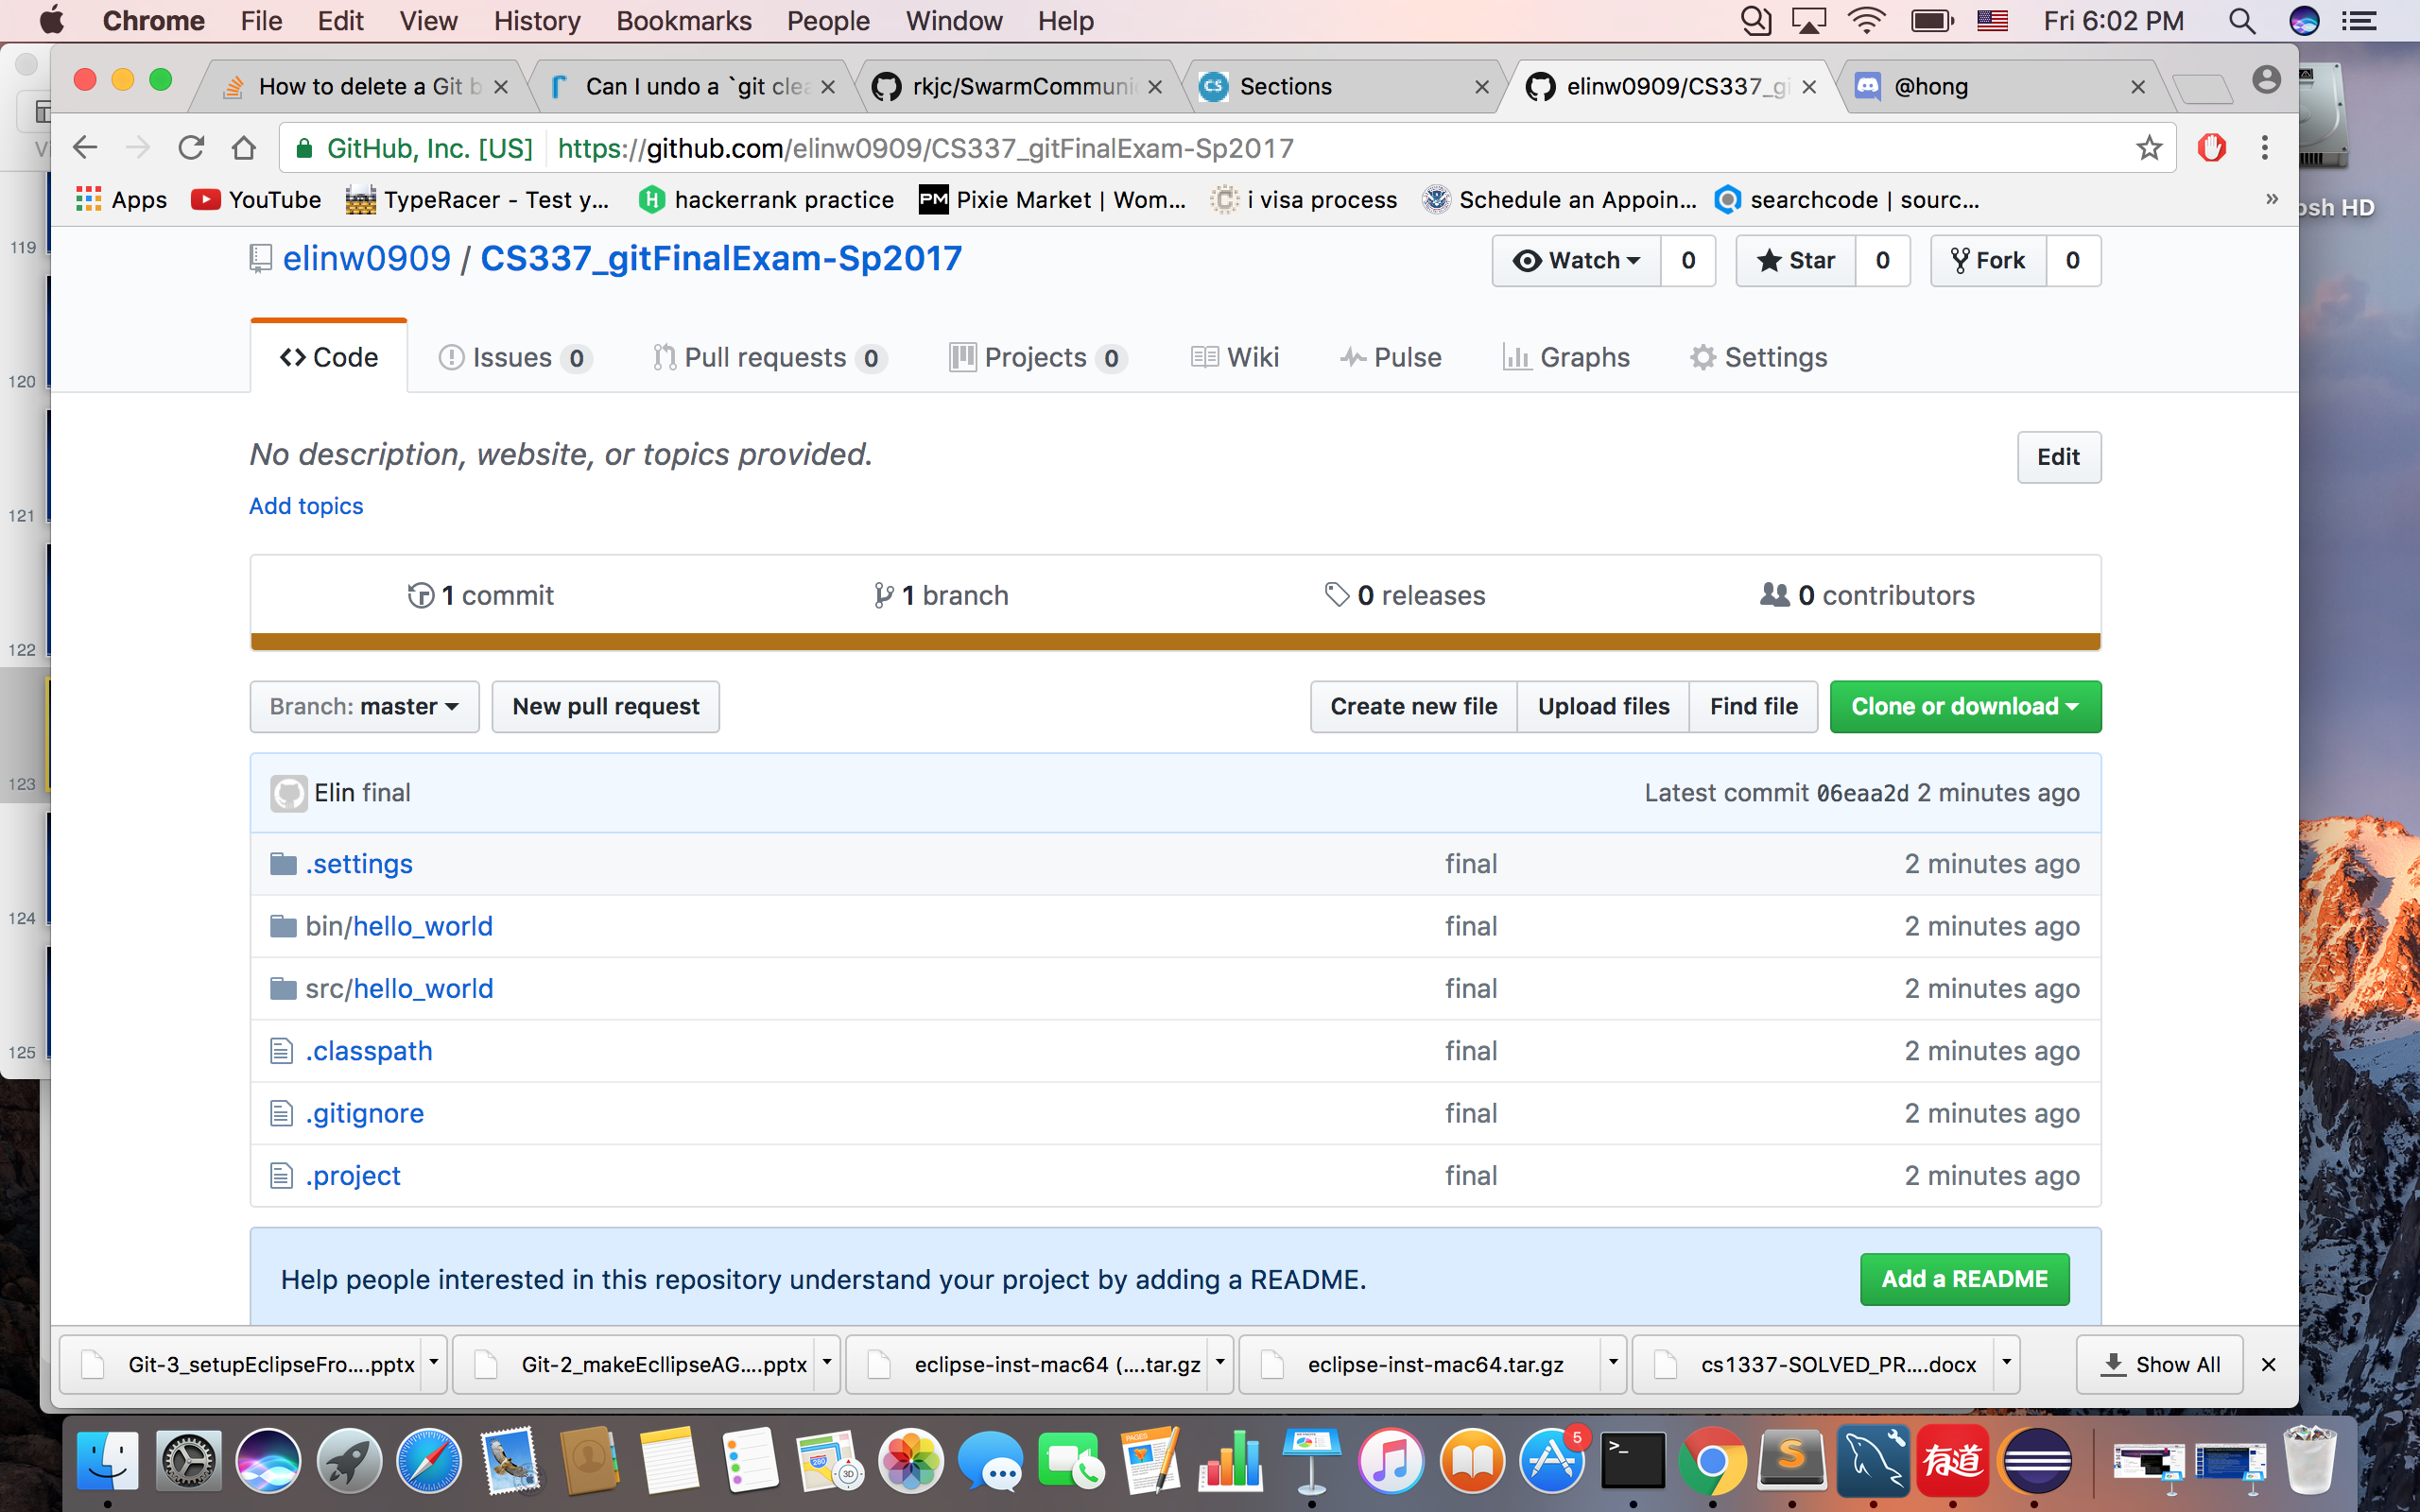 Chrome File Edit View History Bookmarks People Window Help Fri 6:02 PM
How to delete a Git b Can I undo a `git clea rkjc/SwarmCommuni Sections elinw0909/CS337_gi @hong
GitHub, Inc. [US] https://github.com/elinw0909/CS337_gitFinalExam-Sp2017
Apps YouTube TypeRacer - Test y... hackerrank practice PM Pixie Market | Wom... i visa process Schedule an Appoin... searchcode | sourc... »
osh HD
elinw0909 / CS337_gitFinalExam-Sp2017 Watch 0 Star 0 Fork 0
Code Issues 0 Pull requests 0 Projects 0 Wiki Pulse Graphs Settings
No description, website, or topics provided. Edit
Add topics
1 commit 1 branch 0 releases 0 contributors
Branch: master New pull request Create new file Upload files Find file Clone or download
Elin final Latest commit 06eaa2d 2 minutes ago
.settings final 2 minutes ago
bin/hello_world final 2 minutes ago
src/hello_world final 2 minutes ago
.classpath final 2 minutes ago
.gitignore final 2 minutes ago
.project final 2 minutes ago
Help people interested in this repository understand your project by adding a README. Add a README
119
120
121
122
123
124
125
Git-3_setupEclipseFro....pptx Git-2_makeEcllipseAG....pptx eclipse-inst-mac64 (....tar.gz eclipse-inst-mac64.tar.gz cs1337-SOLVED_PR....docx Show All
PAGES 5 有道